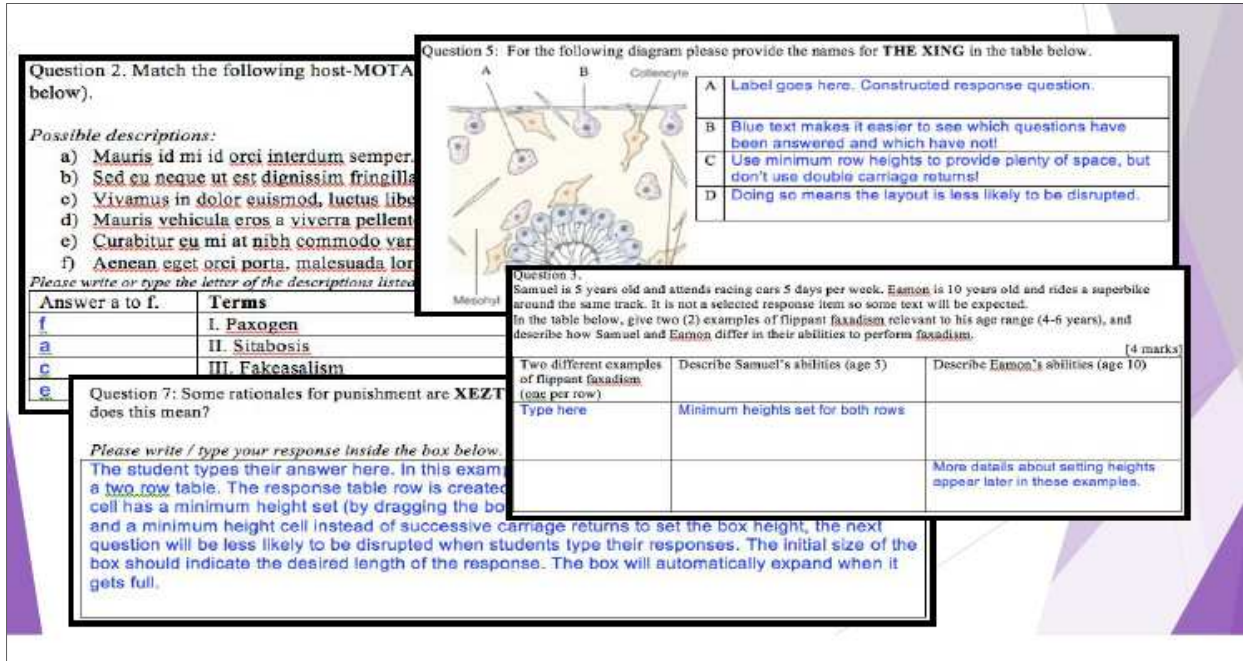 Question 2. Match the following host-MOTA
below).
Possible descriptions:
a) Mauris id mi id orci interdum semper.
b) Sed eu neque ut est dignissim fringilla
c) Vivamus in dolor euismod, luctus libe
d) Mauris vehicula eros a viverra pellent
e) Curabitur eu mi at nibh commodo var
f) Aenean eget orci porta, malesuada lor
Please write or type the letter of the descriptions listed
Answer a to f. Terms
f I. Paxogen
a II. Sitabosis
c III. Fakeasalism
e
Question 5: For the following diagram please provide the names for THE XING in the table below.
A B Collencyte
Mesohyl
A Label goes here. Constructed response question.
B Blue text makes it easier to see which questions have
been answered and which have not!
C Use minimum row heights to provide plenty of space, but
don't use double carriage returns!
D Doing so means the layout is less likely to be disrupted.
Question 3.
Samuel is 5 years old and attends racing cars 5 days per week. Eamon is 10 years old and rides a superbike
around the same track. It is not a selected response item so some text will be expected.
In the table below, give two (2) examples of flippant faxadism relevant to his age range (4-6 years), and
describe how Samuel and Eamon differ in their abilities to perform faxadism.
[4 marks]
Two different examples
of flippant faxadism
(one per row)
Describe Samuel's abilities (age 5)
Describe Eamon's abilities (age 10)
Type here
Minimum heights set for both rows
More details about setting heights
appear later in these examples.
Question 7: Some rationales for punishment are XEZT
does this mean?
Please write / type your response inside the box below.
The student types their answer here. In this examp
a two row table. The response table row is created
cell has a minimum height set (by dragging the bo
and a minimum height cell instead of successive carriage returns to set the box height, the next
question will be less likely to be disrupted when students type their responses. The initial size of the
box should indicate the desired length of the response. The box will automatically expand when it
gets full.